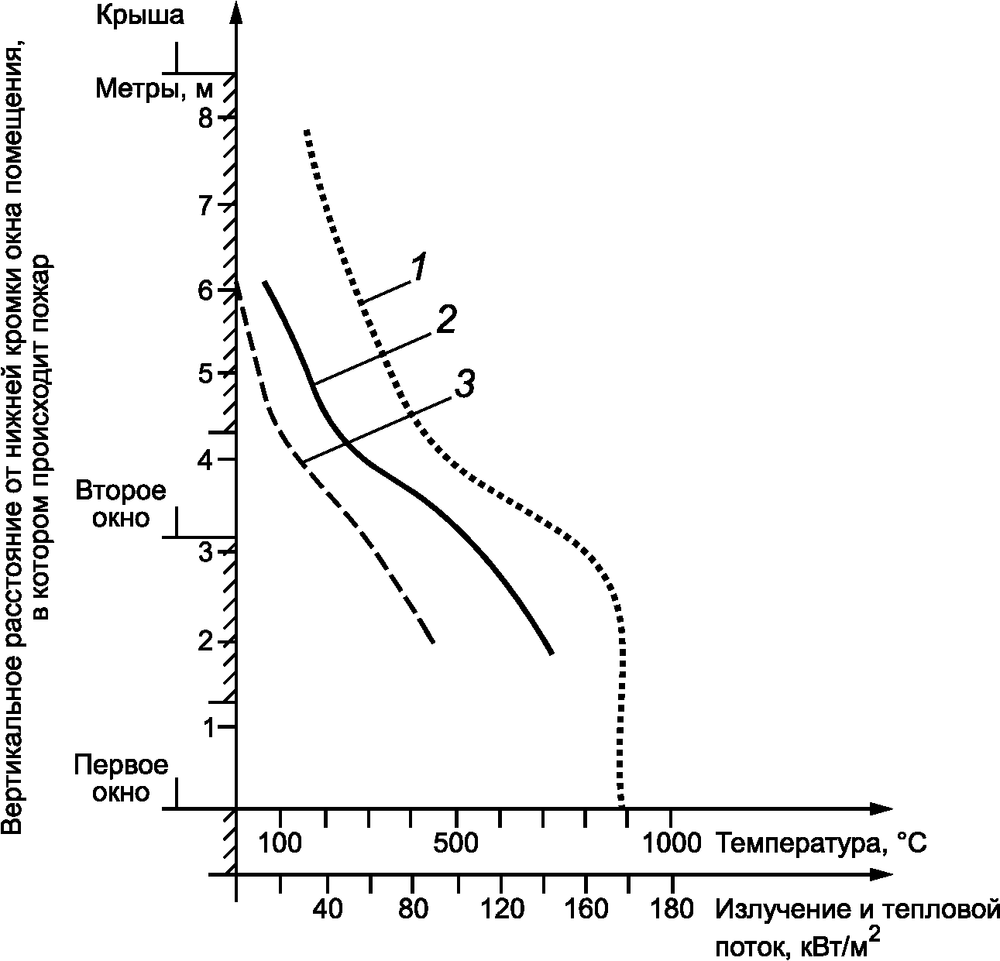 Крыша
Метры, м
8
7
6
5
4
Второе
окно
3
2
1
Первое
окно
Вертикальное расстояние от нижней кромки окна помещения,
в котором происходит пожар
1
2
3
100 500 1000 Температура, °C
40 80 120 160 180 Излучение и тепловой
поток, кВт/м²